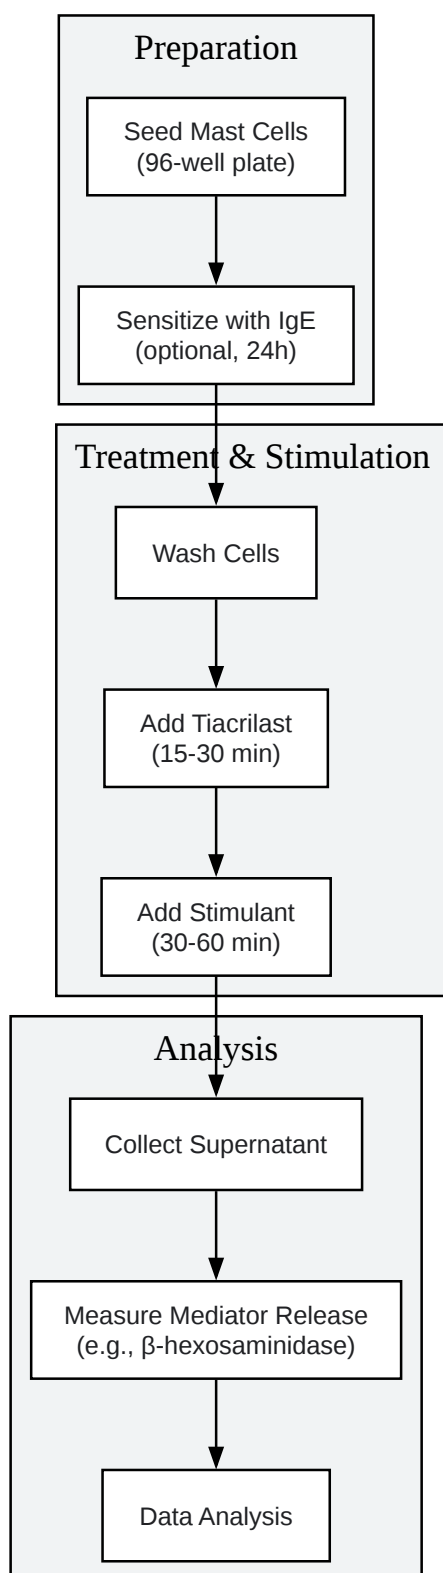 Preparation
Seed Mast Cells
(96-well plate)
Sensitize with IgE
(optional, 24h)
Treatment & Stimulation
Wash Cells
Add Tiacrilast
(15-30 min)
Add Stimulant
(30-60 min)
Analysis
Collect Supernatant
Measure Mediator Release
(e.g., β-hexosaminidase)
Data Analysis